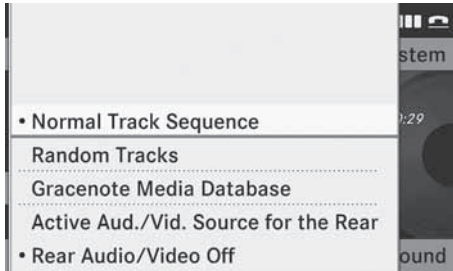 stem
• Normal Track Sequence
:29
Random Tracks
Gracenote Media Database
Active Aud./Vid. Source for the Rear
• Rear Audio/Video Off
ound